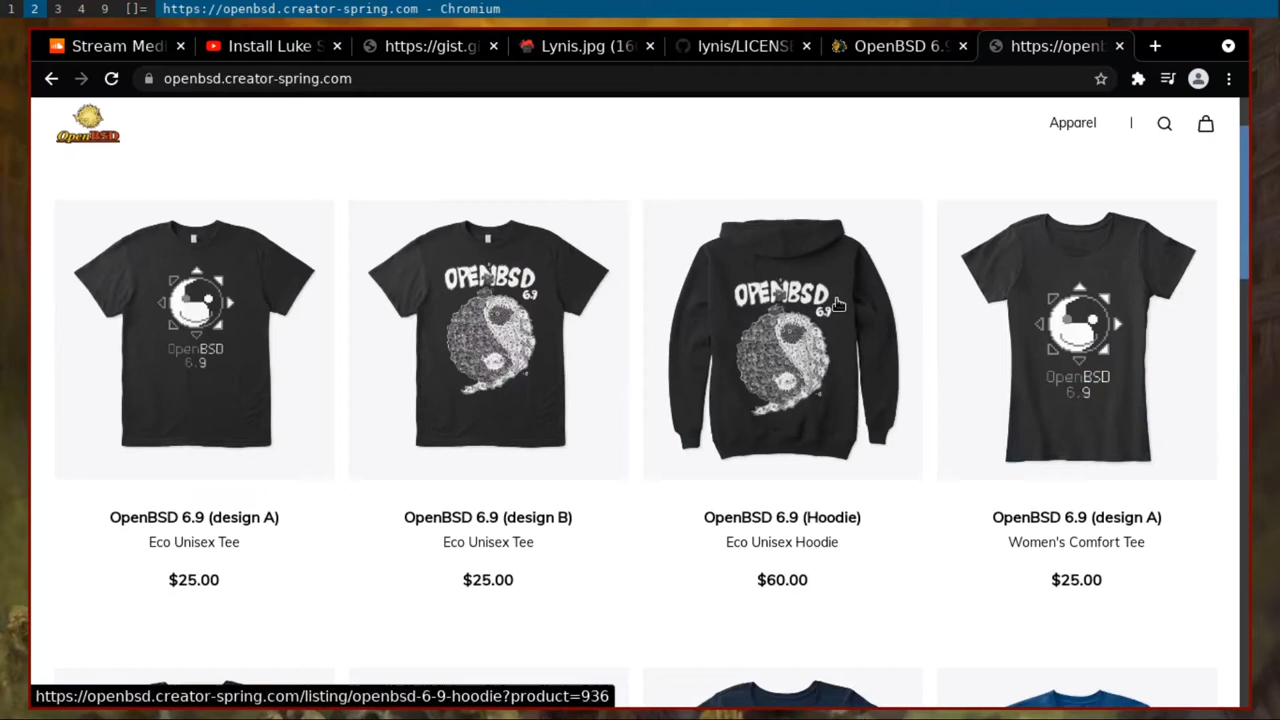 1 2 3 4 9 []= https://openbsd.creator-spring.com - Chromium
Stream Med
Install Luke S
https://gist.g
Lynis.jpg (16
lynis/LICENSE
OpenBSD 6.9
https://openb
openbsd.creator-spring.com
OpenBSD
Apparel |
OpenBSD
6.9
OPENBSD
6.9
OPENBSD
6.9
OpenBSD
6.9
OpenBSD 6.9 (design A)
Eco Unisex Tee
$25.00
OpenBSD 6.9 (design B)
Eco Unisex Tee
$25.00
OpenBSD 6.9 (Hoodie)
Eco Unisex Hoodie
$60.00
OpenBSD 6.9 (design A)
Women's Comfort Tee
$25.00
https://openbsd.creator-spring.com/listing/openbsd-6-9-hoodie?product=936